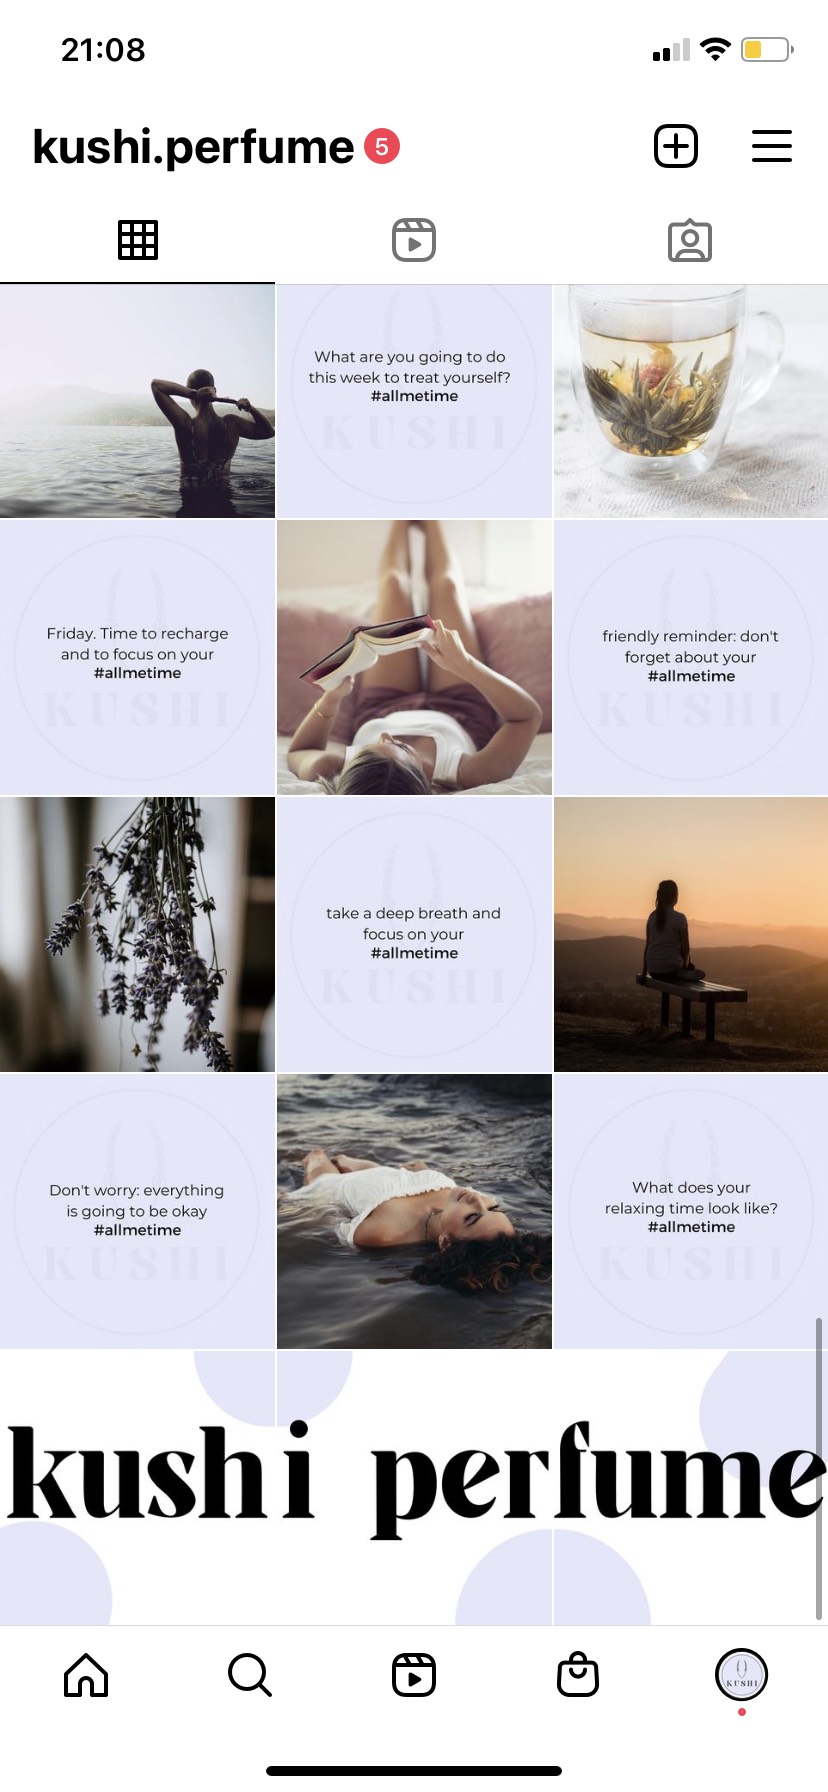 21:08
kushi.perfume 5
What are you going to do
this week to treat yourself?
#allmetime
KUSHI
Friday. Time to recharge
and to focus on your
#allmetime
KUSHI
friendly reminder: don't
forget about your
#allmetime
KUSHI
take a deep breath and
focus on your
#allmetime
KUSHI
Don't worry: everything
is going to be okay
#allmetime
KUSHI
What does your
relaxing time look like?
#allmetime
KUSHI
kushi perfume
KUSHI